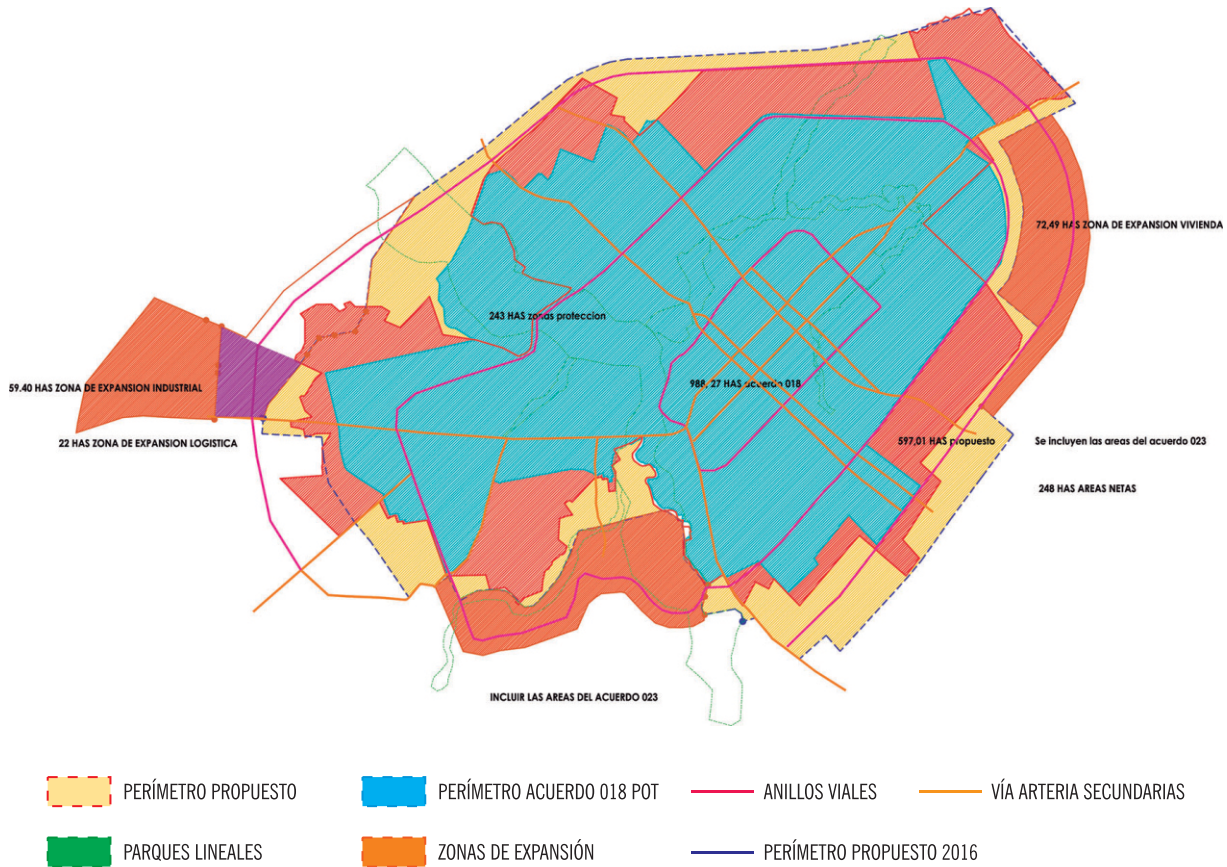 72,49 HAS ZONA DE EXPANSION VIVIENDA
243 HAS zonas proteccion
59.40 HAS ZONA DE EXPANSION INDUSTRIAL
988, 27 HAS acuerdo 018
22 HAS ZONA DE EXPANSION LOGISTICA
597,01 HAS propuesto
Se incluyen las areas del acuerdo 023
248 HAS AREAS NETAS
INCLUIR LAS AREAS DEL ACUERDO 023
PERÍMETRO PROPUESTO
PERÍMETRO ACUERDO 018 POT
ANILLOS VIALES
VÍA ARTERIA SECUNDARIAS
PARQUES LINEALES
ZONAS DE EXPANSIÓN
PERÍMETRO PROPUESTO 2016